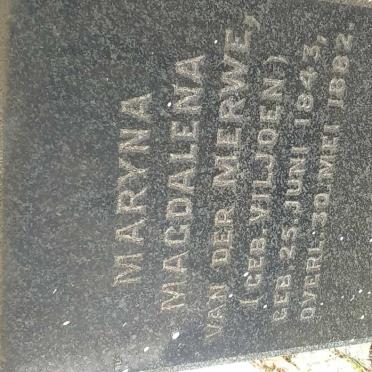 MARYNA
MAGDALENA
VAN DER MERWE,
(GEB. VILJOEN)
GEB. 25. JUNI 1843,
OVERL. 30. MEI 1882.